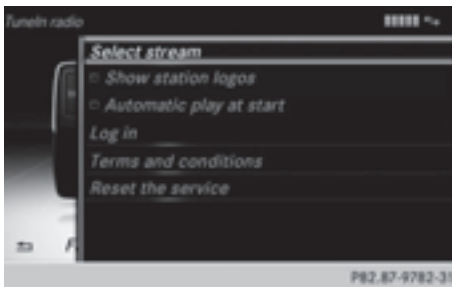 TuneIn radio
Select stream
Show station logos
Automatic play at start
Log in
Terms and conditions
Reset the service
F
P82.87-9782-31